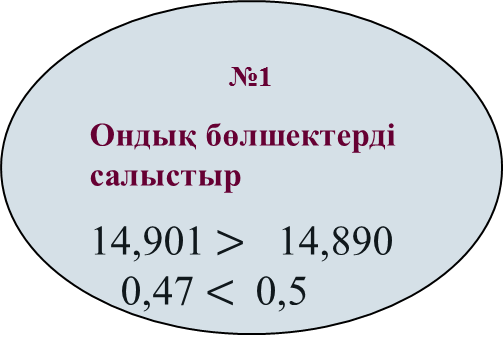 №1
Ондық бөлшектерді
салыстыр
14,901 > 14,890
0,47 < 0,5